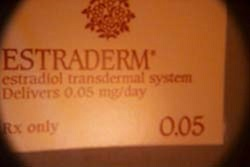 ESTRADERM®
estradiol transdermal system
Delivers 0.05 mg/day
Rx only
0.05